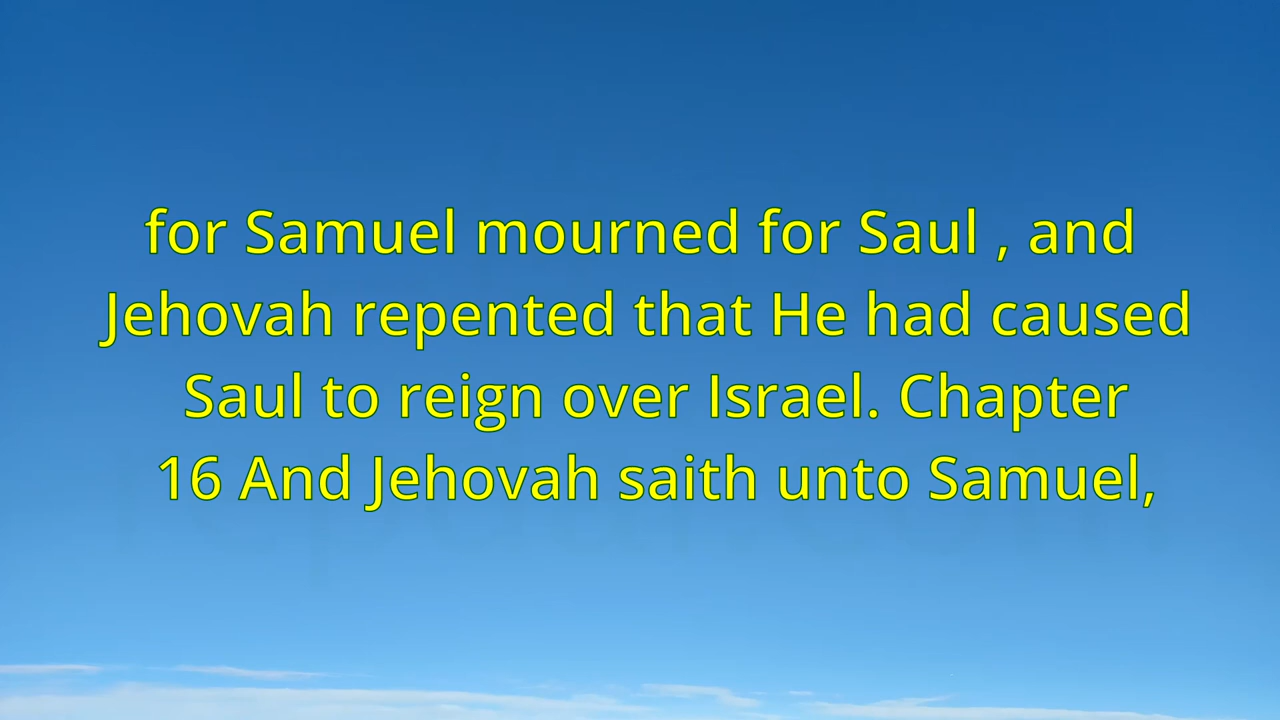 for Samuel mourned for Saul , and
Jehovah repented that He had caused
Saul to reign over Israel. Chapter
16 And Jehovah saith unto Samuel,